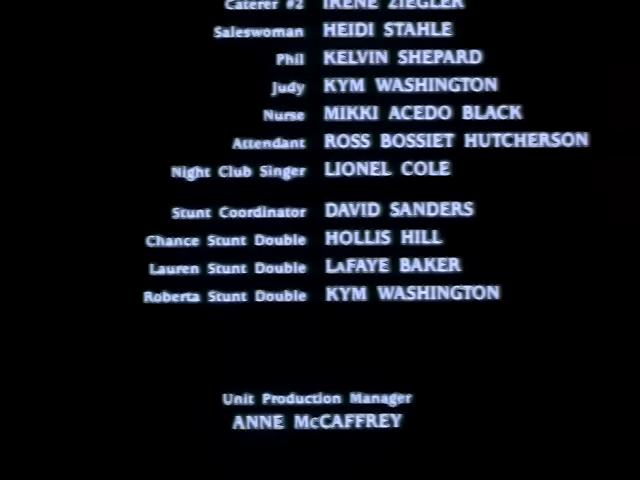 Caterer #2 IRENE ZIEGLER
Saleswoman HEIDI STAHLE
Phil KELVIN SHEPARD
Judy KYM WASHINGTON
Nurse MIKKI ACEDO BLACK
Attendant ROSS BOSSIET HUTCHERSON
Night Club Singer LIONEL COLE
Stunt Coordinator DAVID SANDERS
Chance Stunt Double HOLLIS HILL
Lauren Stunt Double LAFAYE BAKER
Roberta Stunt Double KYM WASHINGTON
Unit Production Manager
ANNE McCAFFREY